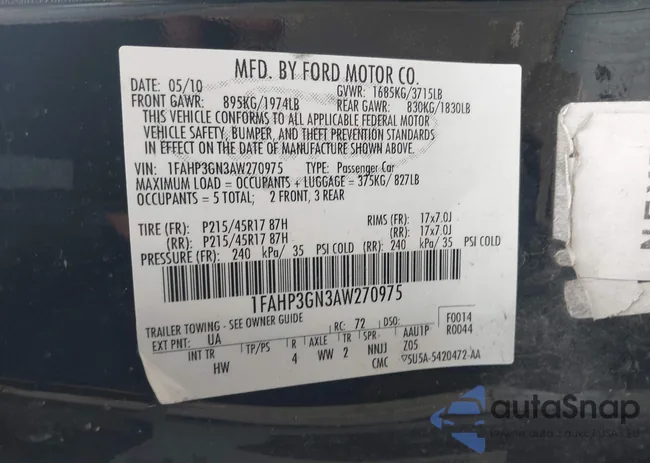 MFD. BY FORD MOTOR CO.
DATE: 05/10 GVWR: 1685KG/3715LB
FRONT GAWR: 895KG/1974LB REAR GAWR: 830KG/1830LB
THIS VEHICLE CONFORMS TO ALL APPLICABLE FEDERAL MOTOR
VEHICLE SAFETY, BUMPER, AND THEFT PREVENTION STANDARDS
IN EFFECT ON THE DATE OF MANUFACTURE SHOWN ABOVE.
VIN: 1FAHP3GN3AW270975 TYPE: Passenger Car
MAXIMUM LOAD = OCCUPANTS + LUGGAGE = 375KG/ 827LB
OCCUPANTS = 5 TOTAL; 2 FRONT, 3 REAR
TIRE (FR): P215/45R17 87H RIMS (FR): 17x7.0J
(RR): P215/45R17 87H (RR): 17x7.0J
PRESSURE (FR): 240 kPa/ 35 PSI COLD (RR): 240 kPa/ 35 PSI COLD
1FAHP3GN3AW270975
TRAILER TOWING - SEE OWNER GUIDE F0014
EXT PNT: UA RC: 72 DSO: R0044
INT TR TP/PS R AXLE TR SPR AAU1P Z05
HW 4 WW 2 NNJJ CMC 5U5A-5420472-AA
NEW
autoSnap